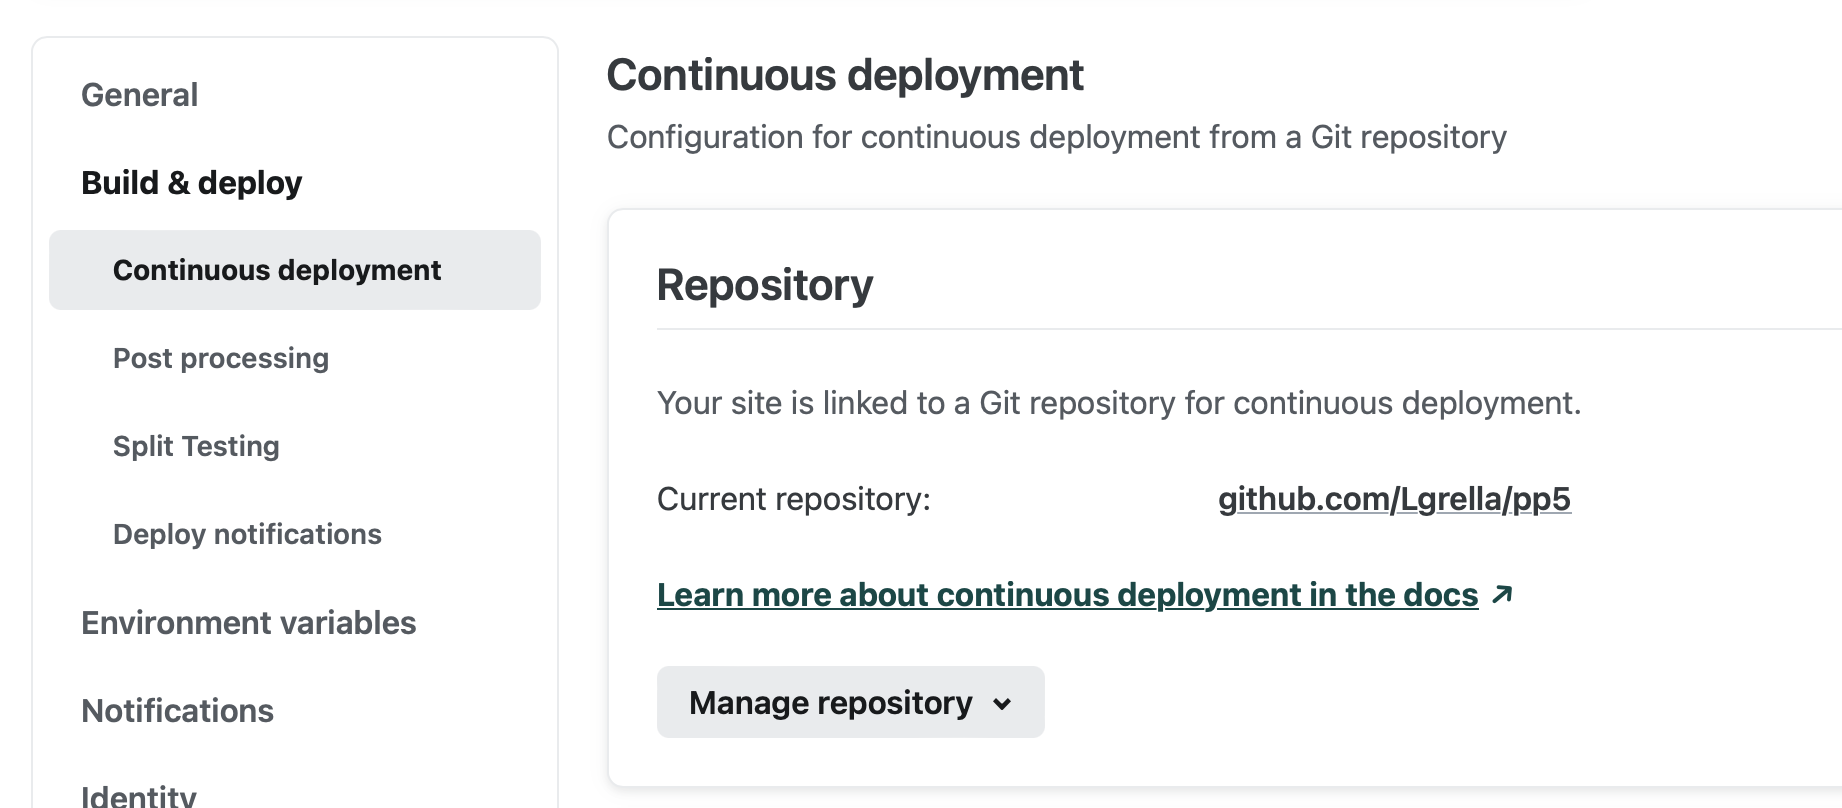 General
Build & deploy
Continuous deployment
Post processing
Split Testing
Deploy notifications
Environment variables
Notifications
Identity
Continuous deployment
Configuration for continuous deployment from a Git repository
Repository
Your site is linked to a Git repository for continuous deployment.
Current repository: github.com/Lgrella/pp5
Learn more about continuous deployment in the docs ↗
Manage repository